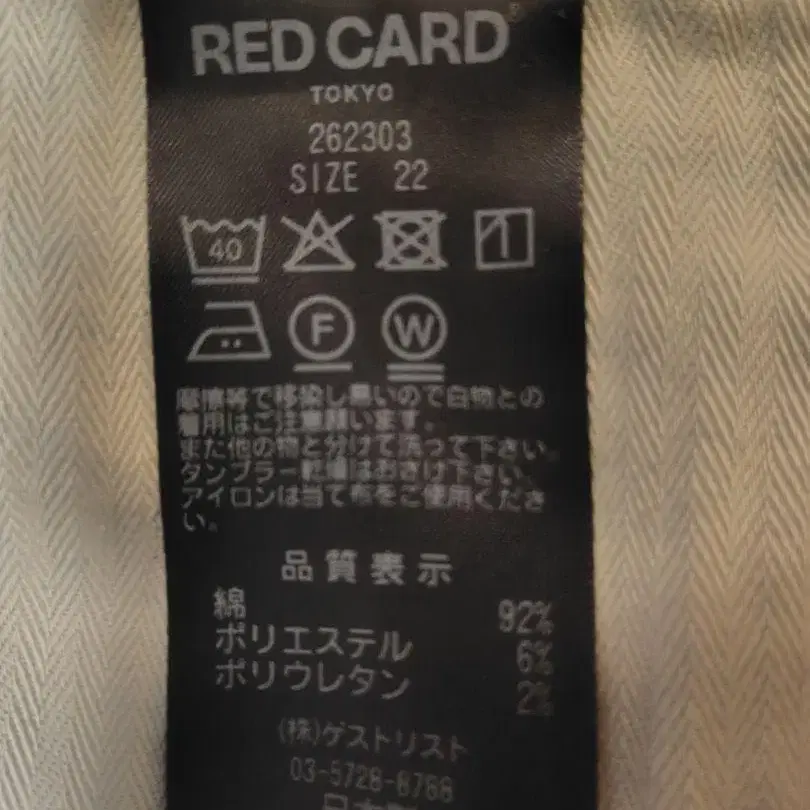 RED CARD
TOKYO
262303
SIZE 22
40
F W
摩擦等で移染し易いので白物との
着用はご注意願います。
また他の物と分けて洗って下さい。
タンブラー乾燥はおさけ下さい。
アイロンは当て布をご使用くださ
い。
品質表示
綿 92%
ポリエステル 6%
ポリウレタン 2%
(株)ゲストリスト
03-5728-8788